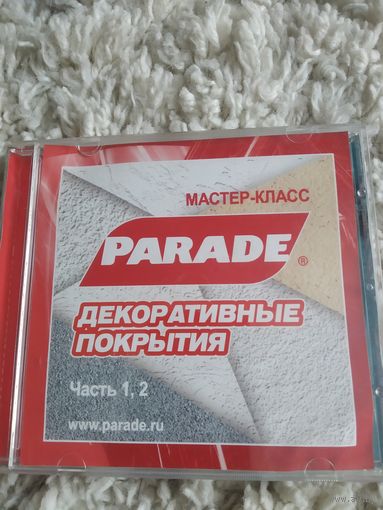 МАСТЕР-КЛАСС
PARADE®
ДЕКОРАТИВНЫЕ
ПОКРЫТИЯ
Часть 1, 2
www.parade.ru